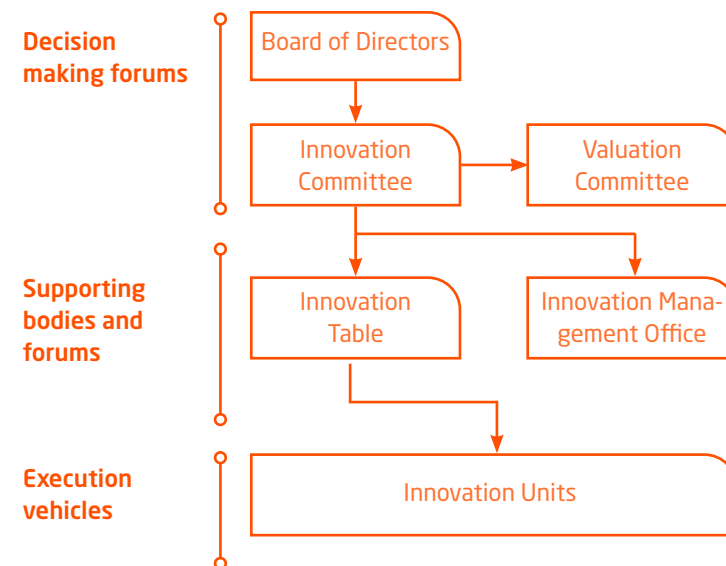 Decision
making forums
Board of Directors
Innovation
Committee
Valuation
Committee
Supporting
bodies and
forums
Innovation
Table
Innovation Mana-
gement Office
Execution
vehicles
Innovation Units